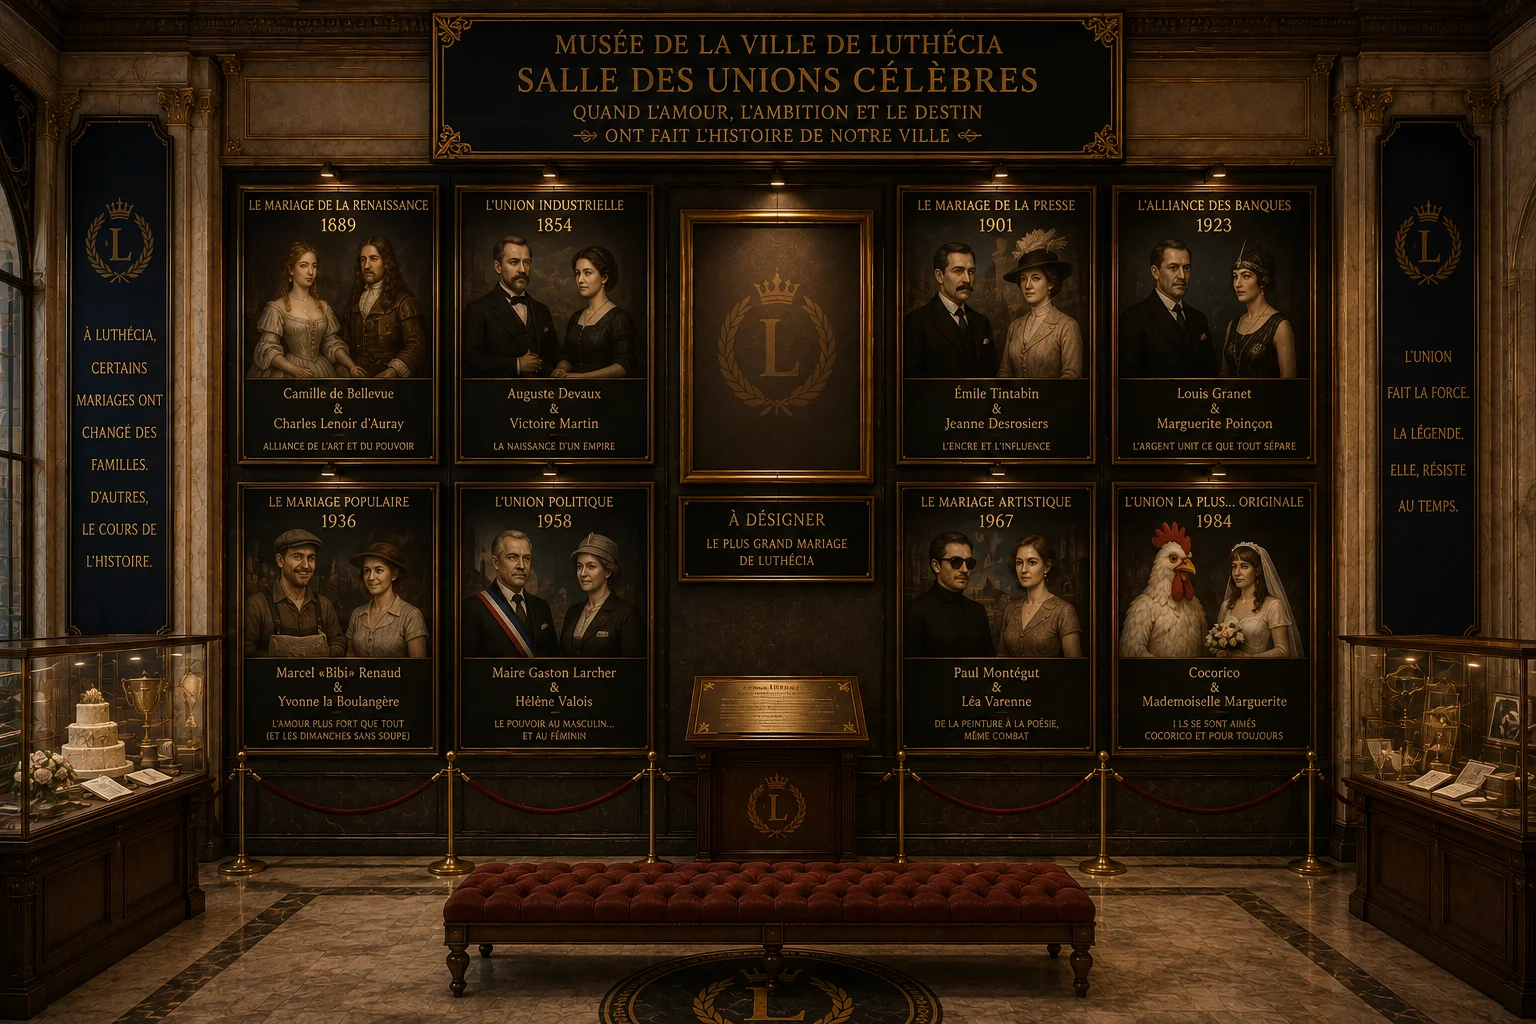 MUSÉE DE LA VILLE DE LUTHÉCIA
SALLE DES UNIONS CÉLÈBRES
QUAND L'AMOUR, L'AMBITION ET LE DESTIN
ONT FAIT L'HISTOIRE DE NOTRE VILLE
L
À LUTHÉCIA,
CERTAINS
MARIAGES ONT
CHANGÉ DES
FAMILLES.
D'AUTRES,
LE COURS DE
L'HISTOIRE.
LE MARIAGE DE LA RENAISSANCE
1889
Camille de Bellevue
&
Charles Lenoir d'Auray
ALLIANCE DE L'ART ET DU POUVOIR
L'UNION INDUSTRIELLE
1854
Auguste Devaux
&
Victoire Martin
LA NAISSANCE D'UN EMPIRE
L
LE MARIAGE DE LA PRESSE
1901
Émile Tintabin
&
Jeanne Desrosiers
L'ENCRE ET L'INFLUENCE
L'ALLIANCE DES BANQUES
1923
Louis Granet
&
Marguerite Poinçon
L'ARGENT UNIT CE QUE TOUT SÉPARE
L
L'UNION
FAIT LA FORCE.
LA LÉGENDE,
ELLE, RÉSISTE
AU TEMPS.
LE MARIAGE POPULAIRE
1936
Marcel «Bibi» Renaud
&
Yvonne la Boulangère
L'AMOUR PLUS FORT QUE TOUT
(ET LES DIMANCHES SANS SOUPE)
L'UNION POLITIQUE
1958
Maire Gaston Larcher
&
Hélène Valois
LE POUVOIR AU MASCULIN...
ET AU FÉMININ
À DÉSIGNER
LE PLUS GRAND MARIAGE
DE LUTHÉCIA
LE MARIAGE ARTISTIQUE
1967
Paul Montégut
&
Léa Varenne
DE LA PEINTURE À LA POÉSIE,
MÊME COMBAT
L'UNION LA PLUS... ORIGINALE
1984
Cocorico
&
Mademoiselle Marguerite
ILS SE SONT AIMÉS
COCORICO ET POUR TOUJOURS
L
L